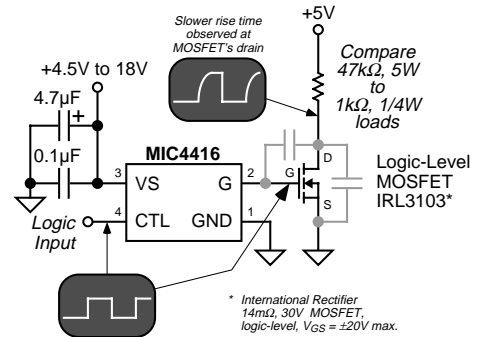 Slower rise time
observed at
MOSFET's drain
+5V
+4.5V to 18V
Compare
47kΩ, 5W
to
1kΩ, 1/4W
loads
4.7µF
+
0.1µF
MIC4416
3
VS
G
2
4
CTL
GND
1
G
D
S
Logic-Level
MOSFET
IRL3103*
Logic
Input
* International Rectifier
14mΩ, 30V MOSFET,
logic-level, VGS = ±20V max.